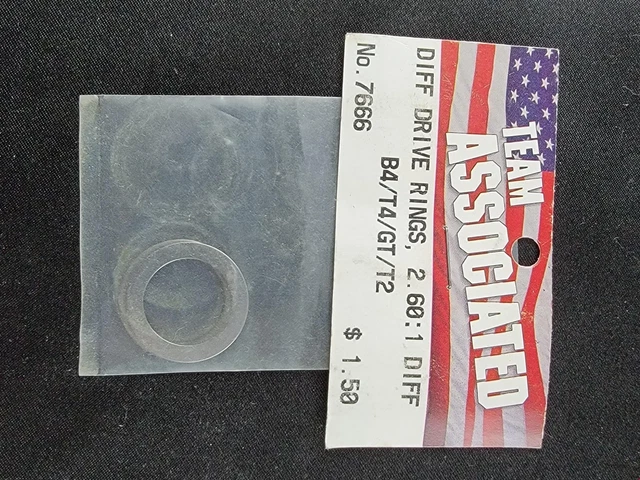 TEAM
ASSOCIATED
DIFF DRIVE RINGS, 2.60:1 DIFF
B4/T4/GT/T2
No. 7666
$ 1.50